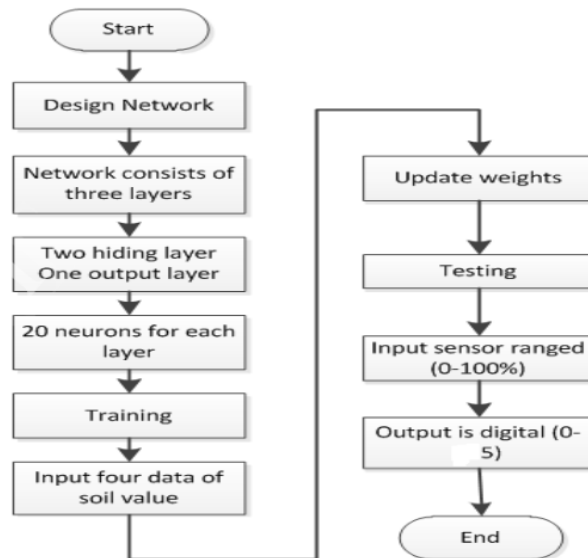 Start
Design Network
Network consists of
three layers
Two hiding layer
One output layer
20 neurons for each
layer
Training
Input four data of
soil value
Update weights
Testing
Input sensor ranged
(0-100%)
Output is digital (0-
5)
End